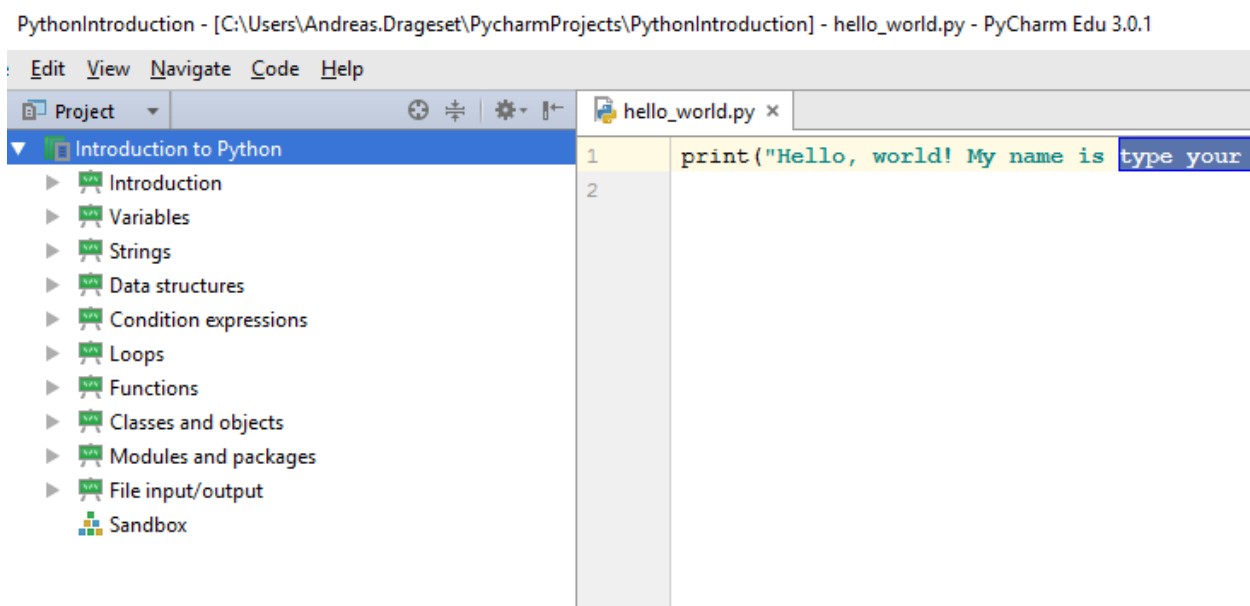 PythonIntroduction - [C:\Users\Andreas.Drageset\PycharmProjects\PythonIntroduction] - hello_world.py - PyCharm Edu 3.0.1
Edit View Navigate Code Help
Project
hello_world.py
Introduction to Python
Introduction
Variables
Strings
Data structures
Condition expressions
Loops
Functions
Classes and objects
Modules and packages
File input/output
Sandbox
1 print("Hello, world! My name is type your
2